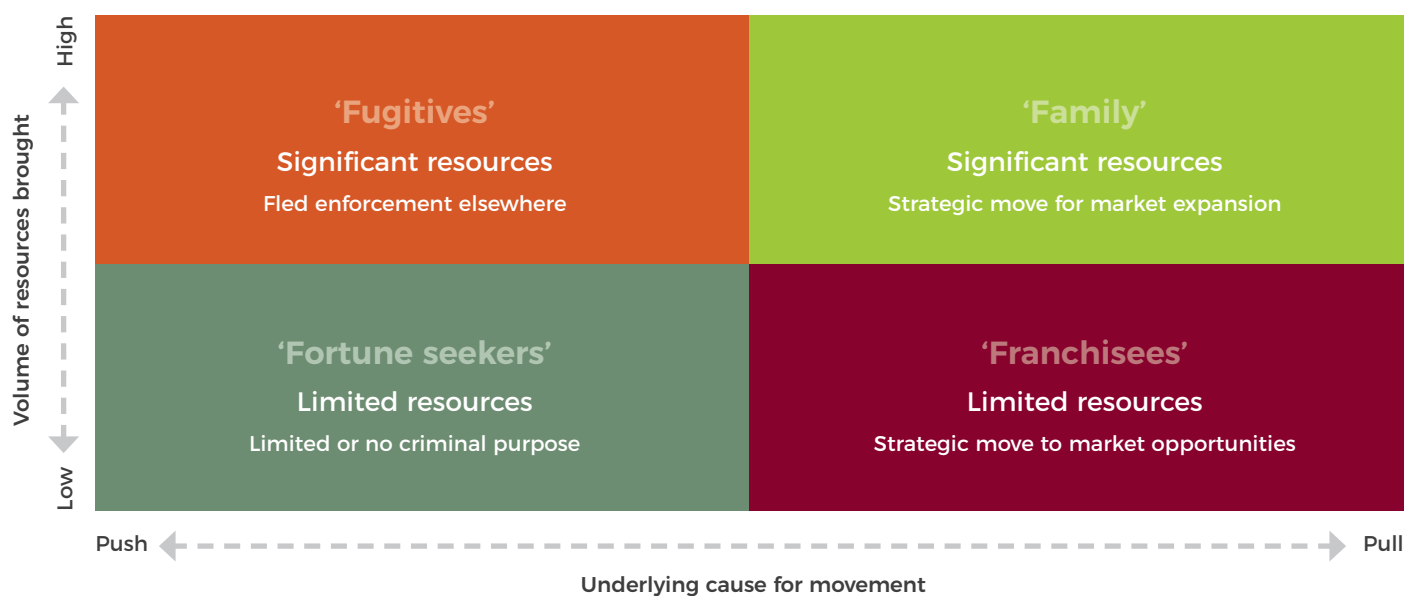 High
Volume of resources brought
Low
‘Fugitives’
Significant resources
Fled enforcement elsewhere
‘Family’
Significant resources
Strategic move for market expansion
‘Fortune seekers’
Limited resources
Limited or no criminal purpose
‘Franchisees’
Limited resources
Strategic move to market opportunities
Push
Pull
Underlying cause for movement